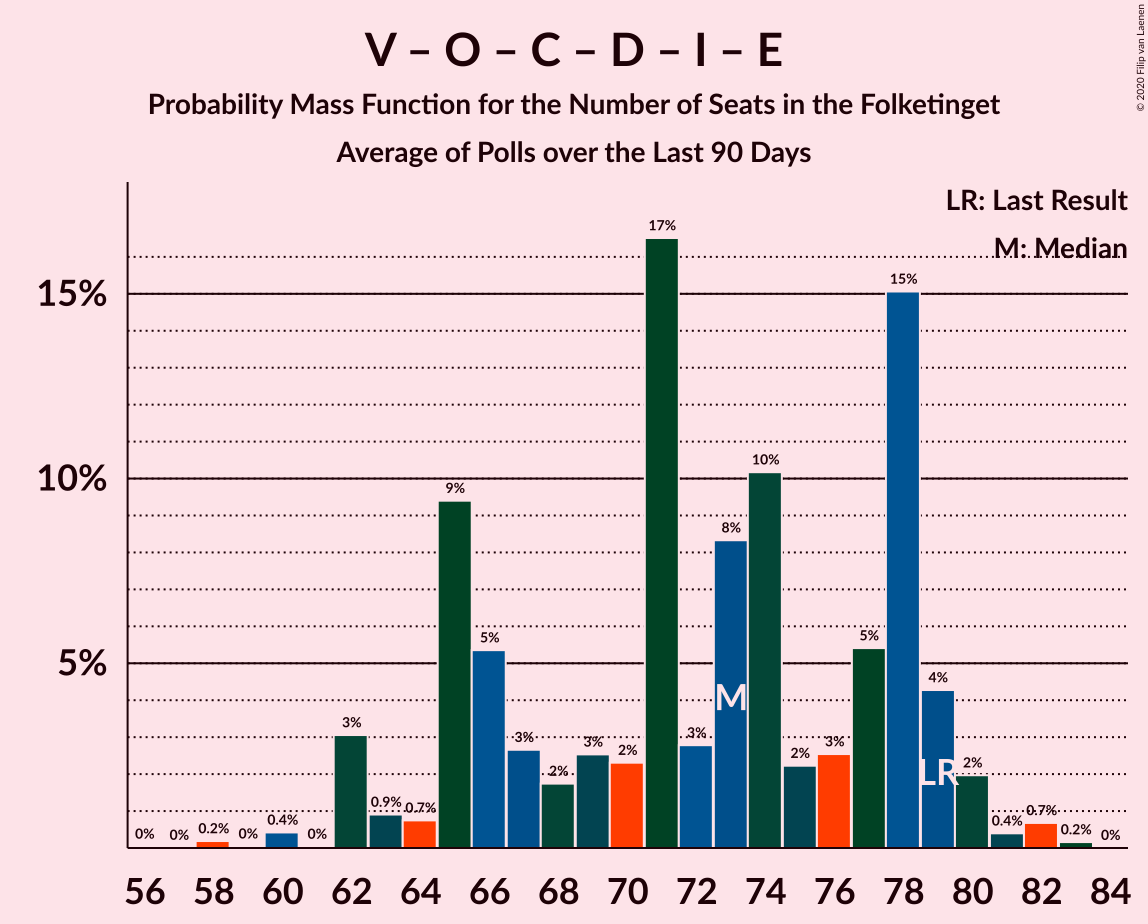 V – O – C – D – I – E
Probability Mass Function for the Number of Seats in the Folketinget
Average of Polls over the Last 90 Days
© 2020 Filip van Laenen
LR: Last Result
M: Median
15%
10%
5%
0% 0% 0.2% 0% 0.4% 0% 3% 0.9% 0.7% 9% 5% 3% 2% 3% 2% 17% 3% 8% 10% 2% 3% 5% 15% 4% 2% 0.4% 0.7% 0.2% 0%
M
LR
56 58 60 62 64 66 68 70 72 74 76 78 80 82 84